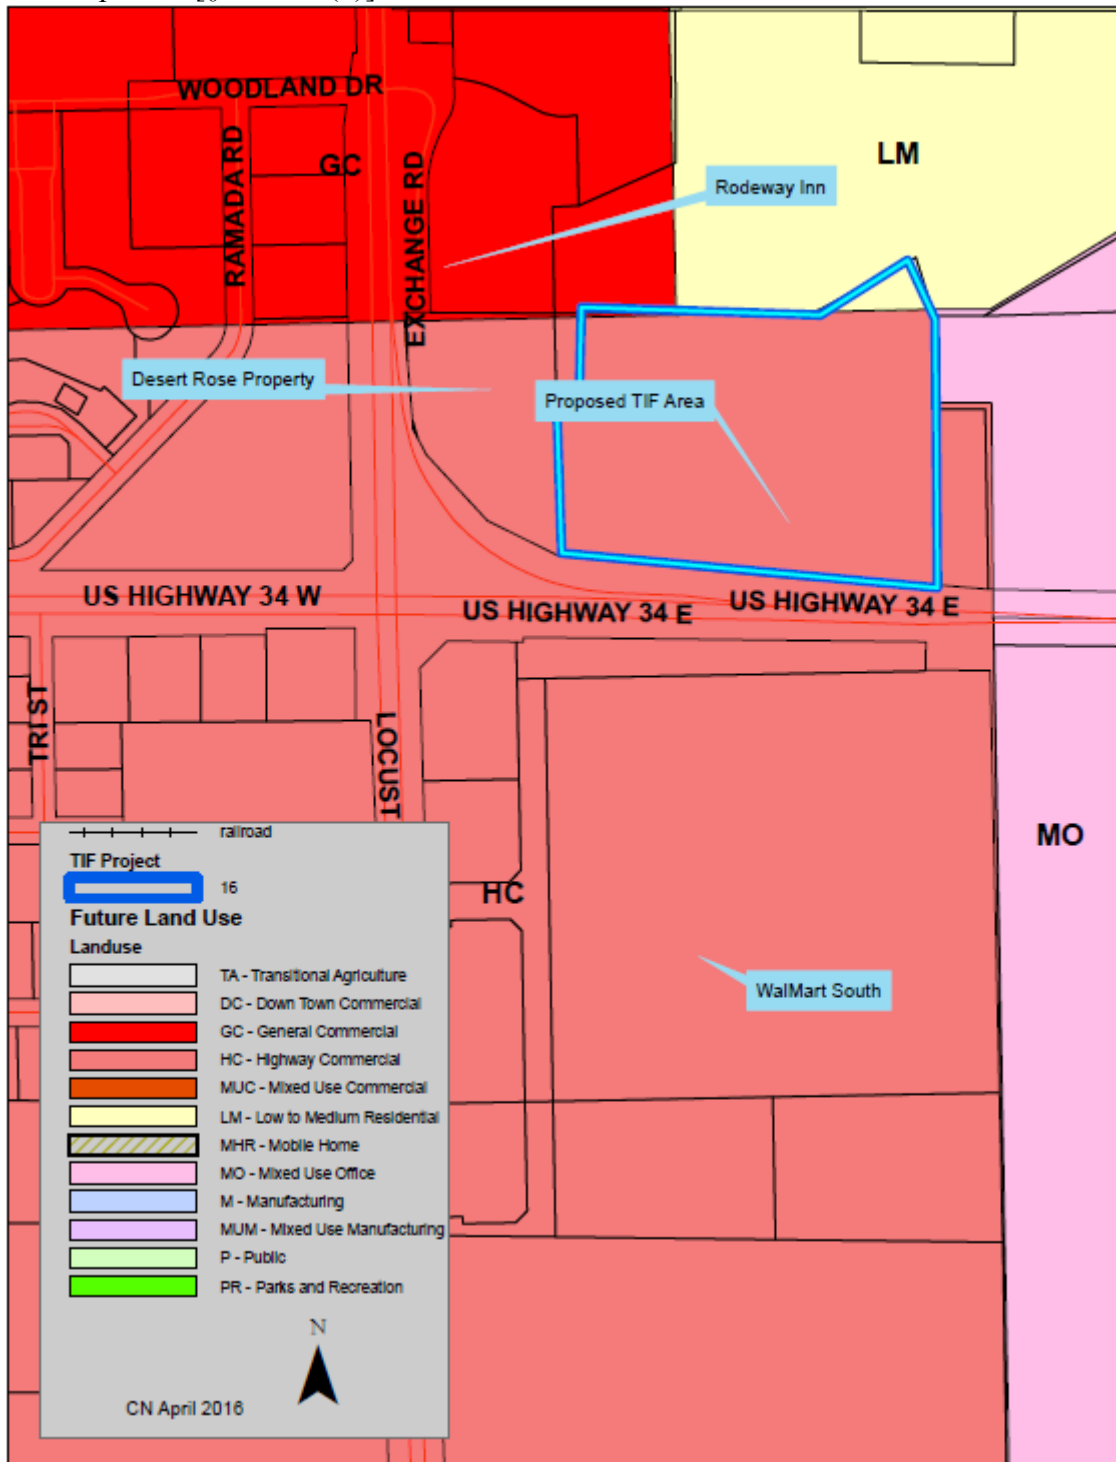 WOODLAND DR
RAMADA RD
GC
EXCHANGE RD
LM
Rodeway Inn
Desert Rose Property
Proposed TIF Area
US HIGHWAY 34 W
US HIGHWAY 34 E
US HIGHWAY 34 E
TRI ST
LOCUST
MO
HC
WalMart South
railroad
TIF Project
16
Future Land Use
Landuse
TA - Transitional Agriculture
DC - Down Town Commercial
GC - General Commercial
HC - Highway Commercial
MUC - Mixed Use Commercial
LM - Low to Medium Residential
MHR - Mobile Home
MO - Mixed Use Office
M - Manufacturing
MUM - Mixed Use Manufacturing
P - Public
PR - Parks and Recreation
N
CN April 2016